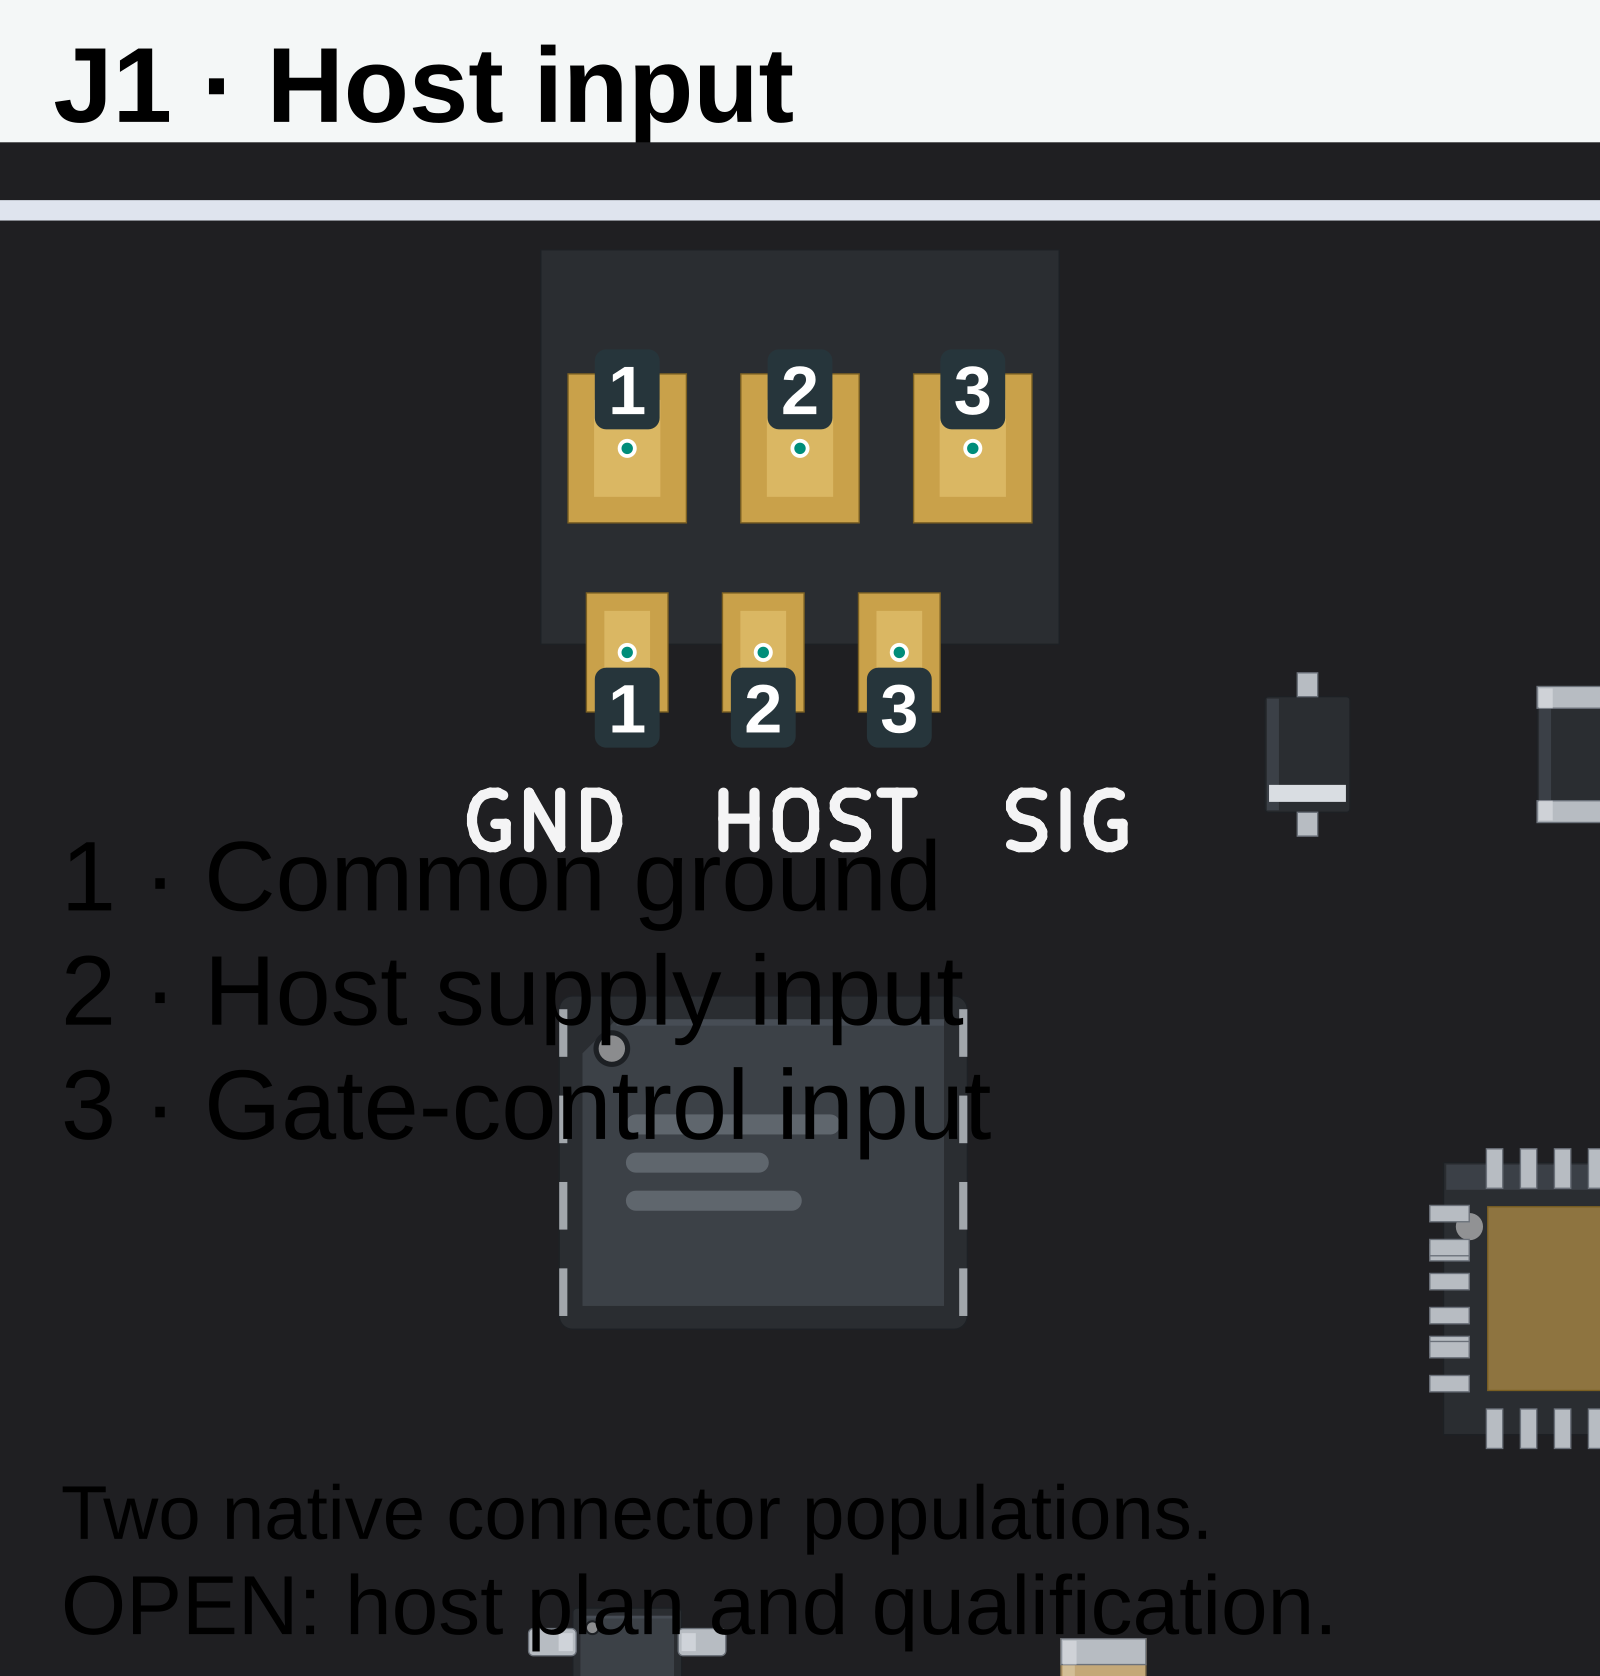 J1 · Host input
1 2 3
1 2 3
GND HOST SIG
1 · Common ground
2 · Host supply input
3 · Gate-control input
Two native connector populations.
OPEN: host plan and qualification.